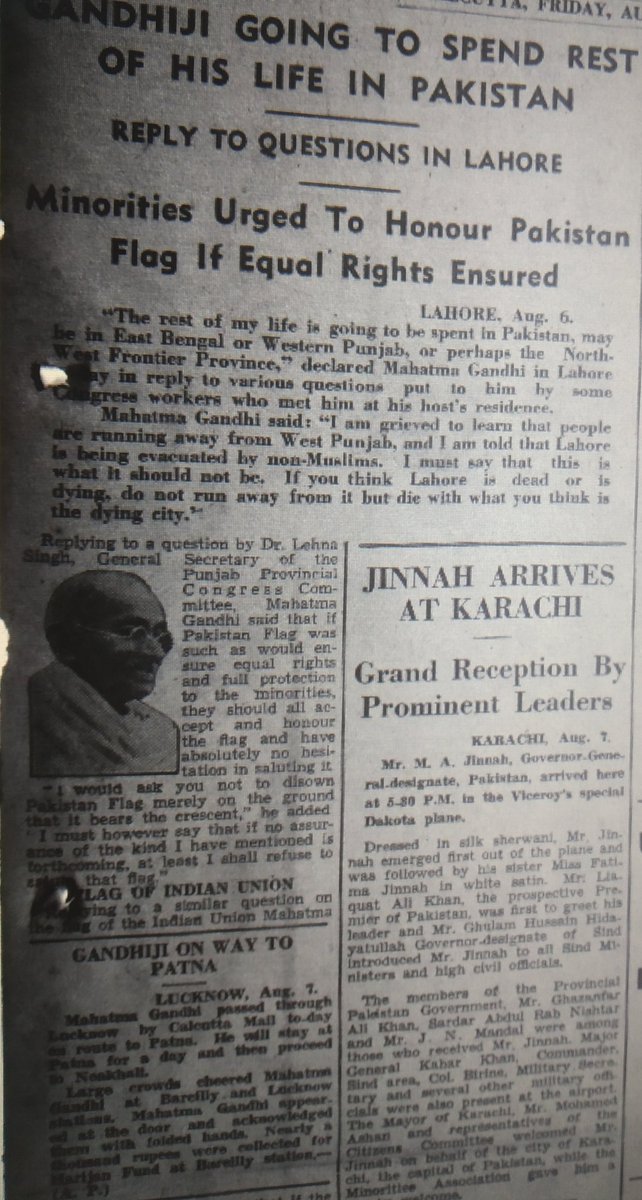 CUTTA, FRIDAY, AU
GANDHIJI GOING TO SPEND REST
OF HIS LIFE IN PAKISTAN
REPLY TO QUESTIONS IN LAHORE
Minorities Urged To Honour Pakistan
Flag If Equal Rights Ensured
LAHORE, Aug. 6.
"The rest of my life is going to be spent in Pakistan, may
be in East Bengal or Western Punjab, or perhaps the North-
West Frontier Province," declared Mahatma Gandhi in Lahore
in reply to various questions put to him by some
Congress workers who met him at his host's residence.
Mahatma Gandhi said: "I am grieved to learn that people
are running away from West Punjab, and I am told that Lahore
is being evacuated by non-Muslims. I must say that this is
what it should not be. If you think Lahore is dead or is
dying, do not run away from it but die with what you think is
the dying city."
Replying to a question by Dr. Lehna
Singh, General Secretary of the
Punjab Provincial
Congress Com-
mittee, Mahatma
Gandhi said that if
Pakistan Flag was
such as would en-
sure equal rights
and full protection
to the minorities,
they should all ac-
cept and honour
the flag and have
absolutely no hesi-
tation in saluting it
"I would ask you not to disown
Pakistan Flag merely on the ground
that it bears the crescent," he added
"I must however say that if no assur-
ance of the kind I have mentioned is
forthcoming, at least I shall refuse to
that flag."
FLAG OF INDIAN UNION
to a similar question on
the of the Indian Union Mahatma
GANDHIJI ON WAY TO
PATNA
LUCKNOW, Aug. 7.
Mahatma Gandhi passed through
Lucknow by Calcutta Mail to-day
en route to Patna. He will stay at
Patna for a day and then proceed
to Noakhali.
Large crowds cheered Mahatma
Gandhi at Bareilly and Lucknow
stations. Mahatma Gandhi appear-
ed at the door and acknowledged
them with folded hands. Nearly a
thousand rupees were collected for
Harijan Fund at Bareilly station.—
(A. P.)
JINNAH ARRIVES
AT KARACHI
Grand Reception By
Prominent Leaders
KARACHI, Aug. 7.
Mr. M. A. Jinnah, Governor-Gene-
ral-designate, Pakistan, arrived here
at 5-30 P.M. in the Viceroy's special
Dakota plane.
Dressed in silk sherwani, Mr. Jin-
nah emerged first out of the plane and
was followed by his sister Miss Fati-
ma Jinnah in white satin. Mr. Lia-
quat Ali Khan, the prospective Pre-
mier of Pakistan, was first to greet his
leader and Mr. Ghulam Hussain Hida-
yatullah Governor-designate of Sind
introduced Mr. Jinnah to all Sind Mi-
nisters and high civil officials.
The members of the Provincial
Pakistan Government, Mr. Ghazanfar
Ali Khan, Sardar Abdul Rab Nishtar
and Mr. J. N. Mandal were among
those who received Mr. Jinnah. Major
General Kabar Khan, Commander,
Sind area, Col. Birine, Military Secre-
tary and several other military offi-
cials were also present at the airport.
The Mayor of Karachi, Mr. Mohamed
Ashan and representatives of the
Citizens Committee welcomed Mr.
Jinnah on behalf of the city of Kara-
chi, the capital of Pakistan, while the
Minorities Association gave him a